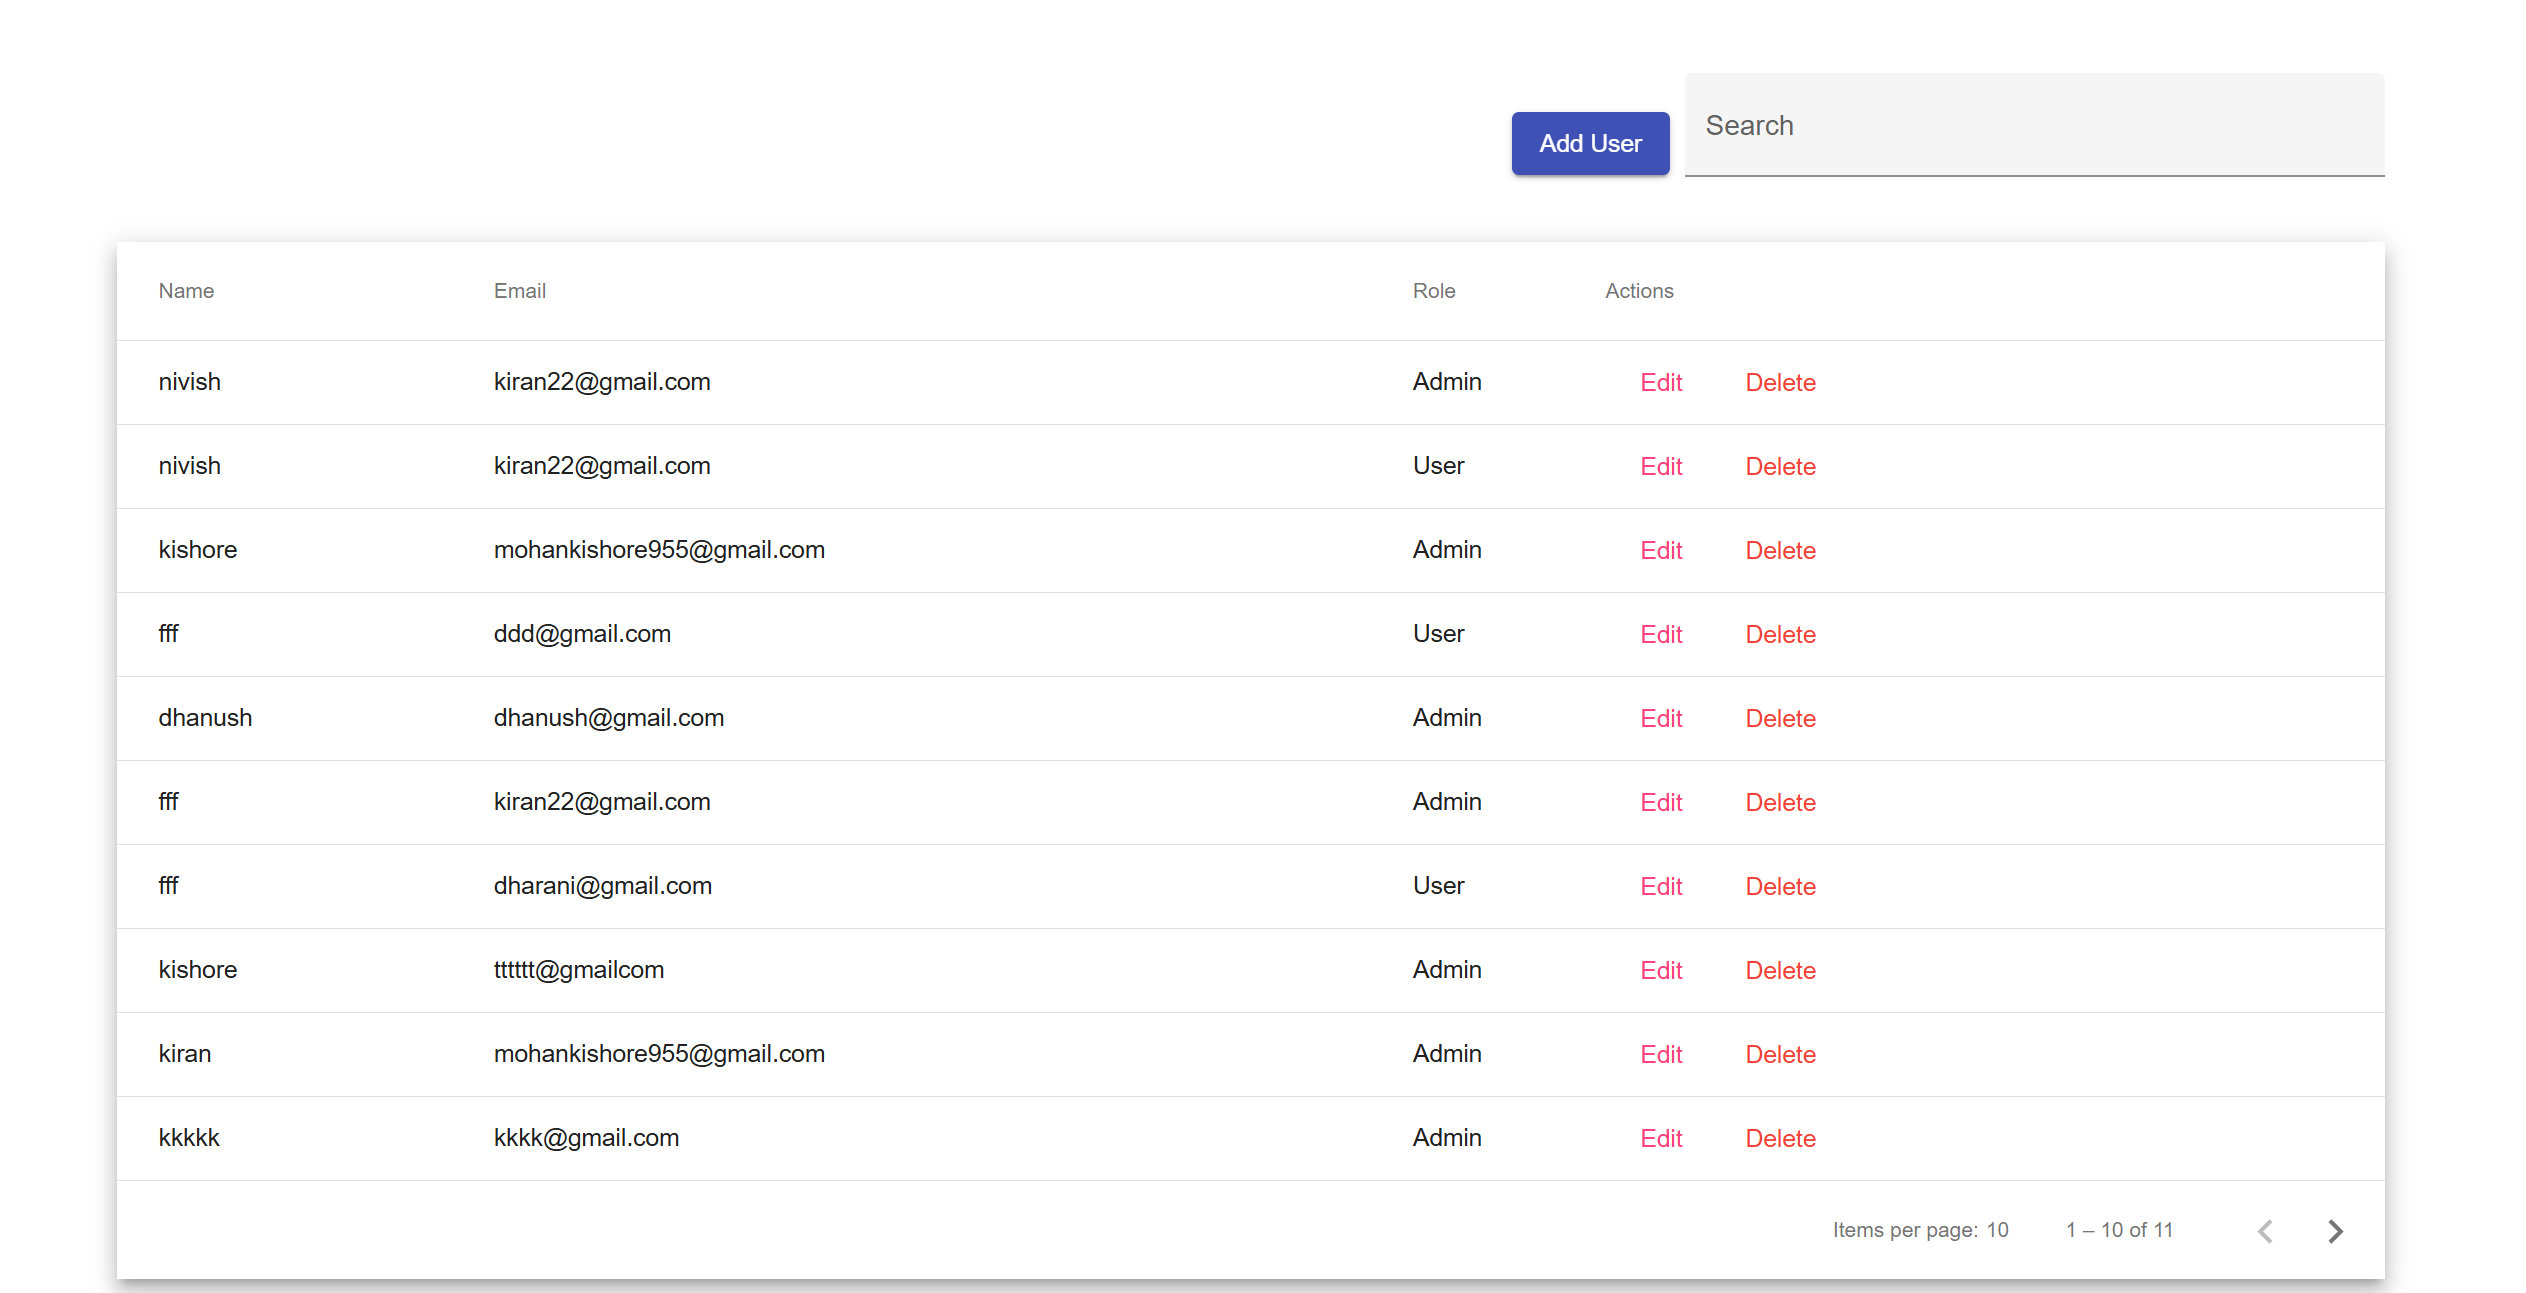 Add User Search
Name Email Role Actions
nivish kiran22@gmail.com Admin Edit Delete
nivish kiran22@gmail.com User Edit Delete
kishore mohankishore955@gmail.com Admin Edit Delete
fff ddd@gmail.com User Edit Delete
dhanush dhanush@gmail.com Admin Edit Delete
fff kiran22@gmail.com Admin Edit Delete
fff dharani@gmail.com User Edit Delete
kishore tttttt@gmailcom Admin Edit Delete
kiran mohankishore955@gmail.com Admin Edit Delete
kkkkk kkkk@gmail.com Admin Edit Delete
Items per page: 10 1 – 10 of 11